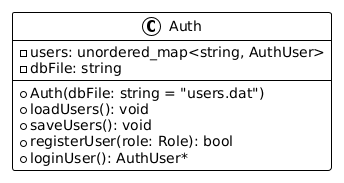 C Auth
users: unordered_map<string, AuthUser>
dbFile: string
Auth(dbFile: string = "users.dat")
loadUsers(): void
saveUsers(): void
registerUser(role: Role): bool
loginUser(): AuthUser*